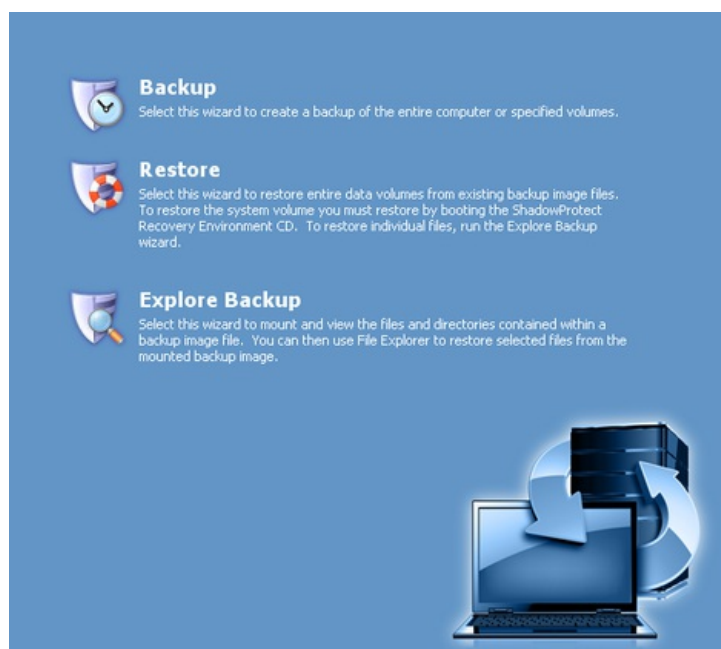 Backup
Select this wizard to create a backup of the entire computer or specified volumes.
Restore
Select this wizard to restore entire data volumes from existing backup image files.
To restore the system volume you must restore by booting the ShadowProtect
Recovery Environment CD. To restore individual files, run the Explore Backup
wizard.
Explore Backup
Select this wizard to mount and view the files and directories contained within a
backup image file. You can then use File Explorer to restore selected files from the
mounted backup image.